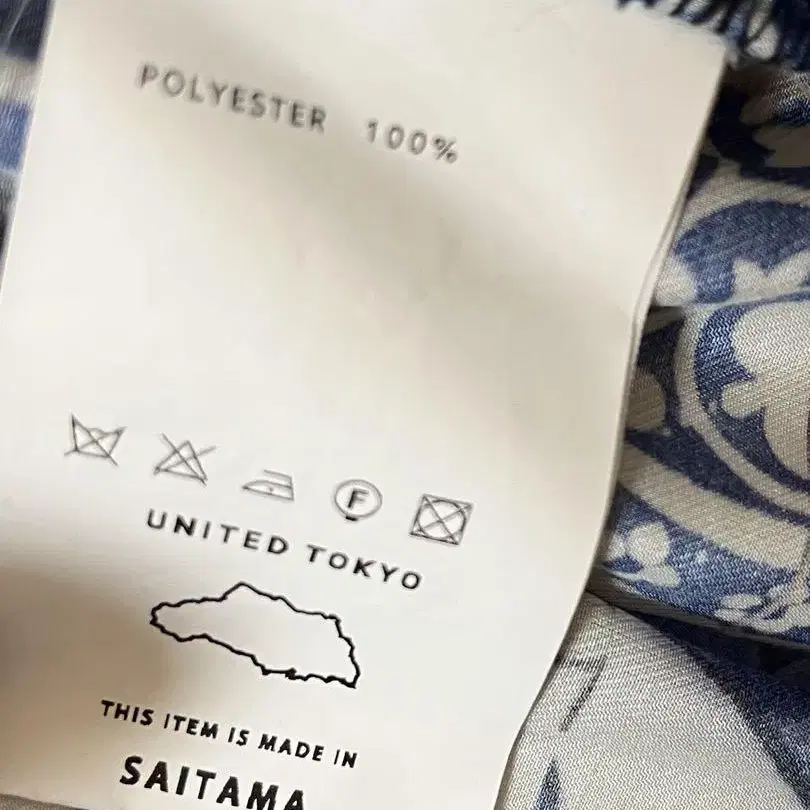 POLYESTER 100%
F
UNITED TOKYO
THIS ITEM IS MADE IN
SAITAMA